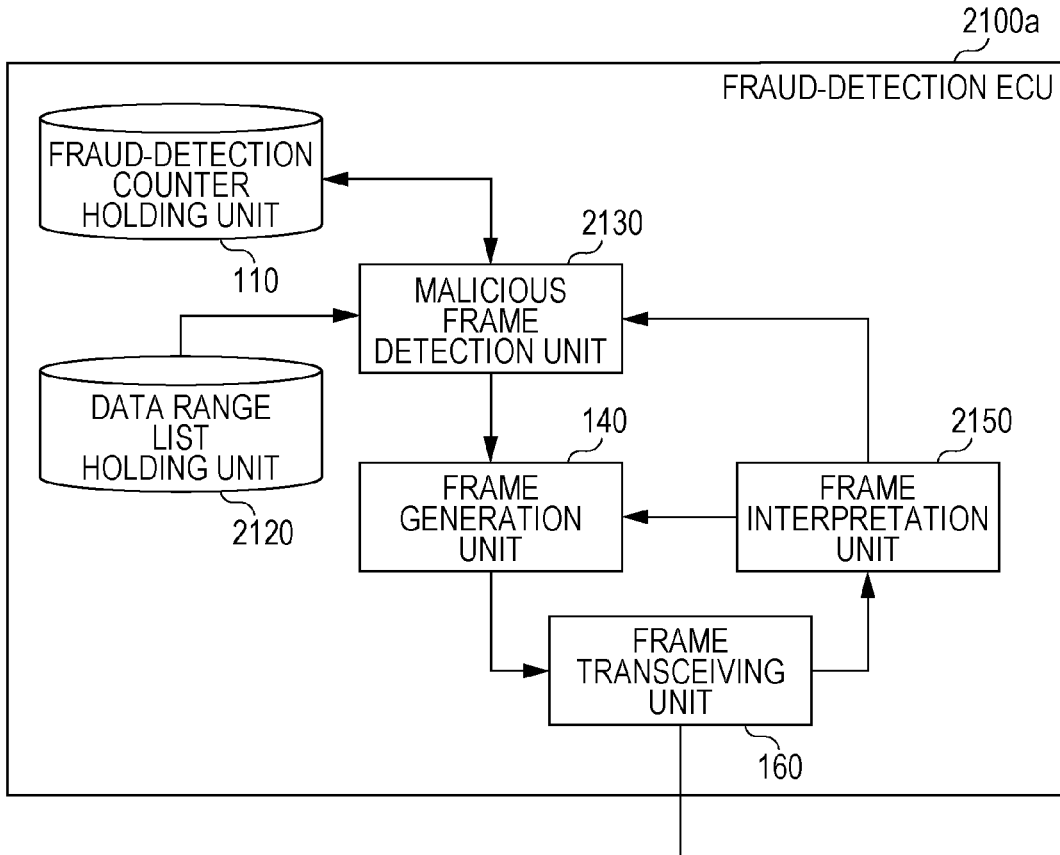 2100a
FRAUD-DETECTION ECU
FRAUD-DETECTION
COUNTER
HOLDING UNIT
110
2130
MALICIOUS
FRAME
DETECTION UNIT
DATA RANGE
LIST
HOLDING UNIT
2120
140
FRAME
GENERATION
UNIT
2150
FRAME
INTERPRETATION
UNIT
FRAME
TRANSCEIVING
UNIT
160